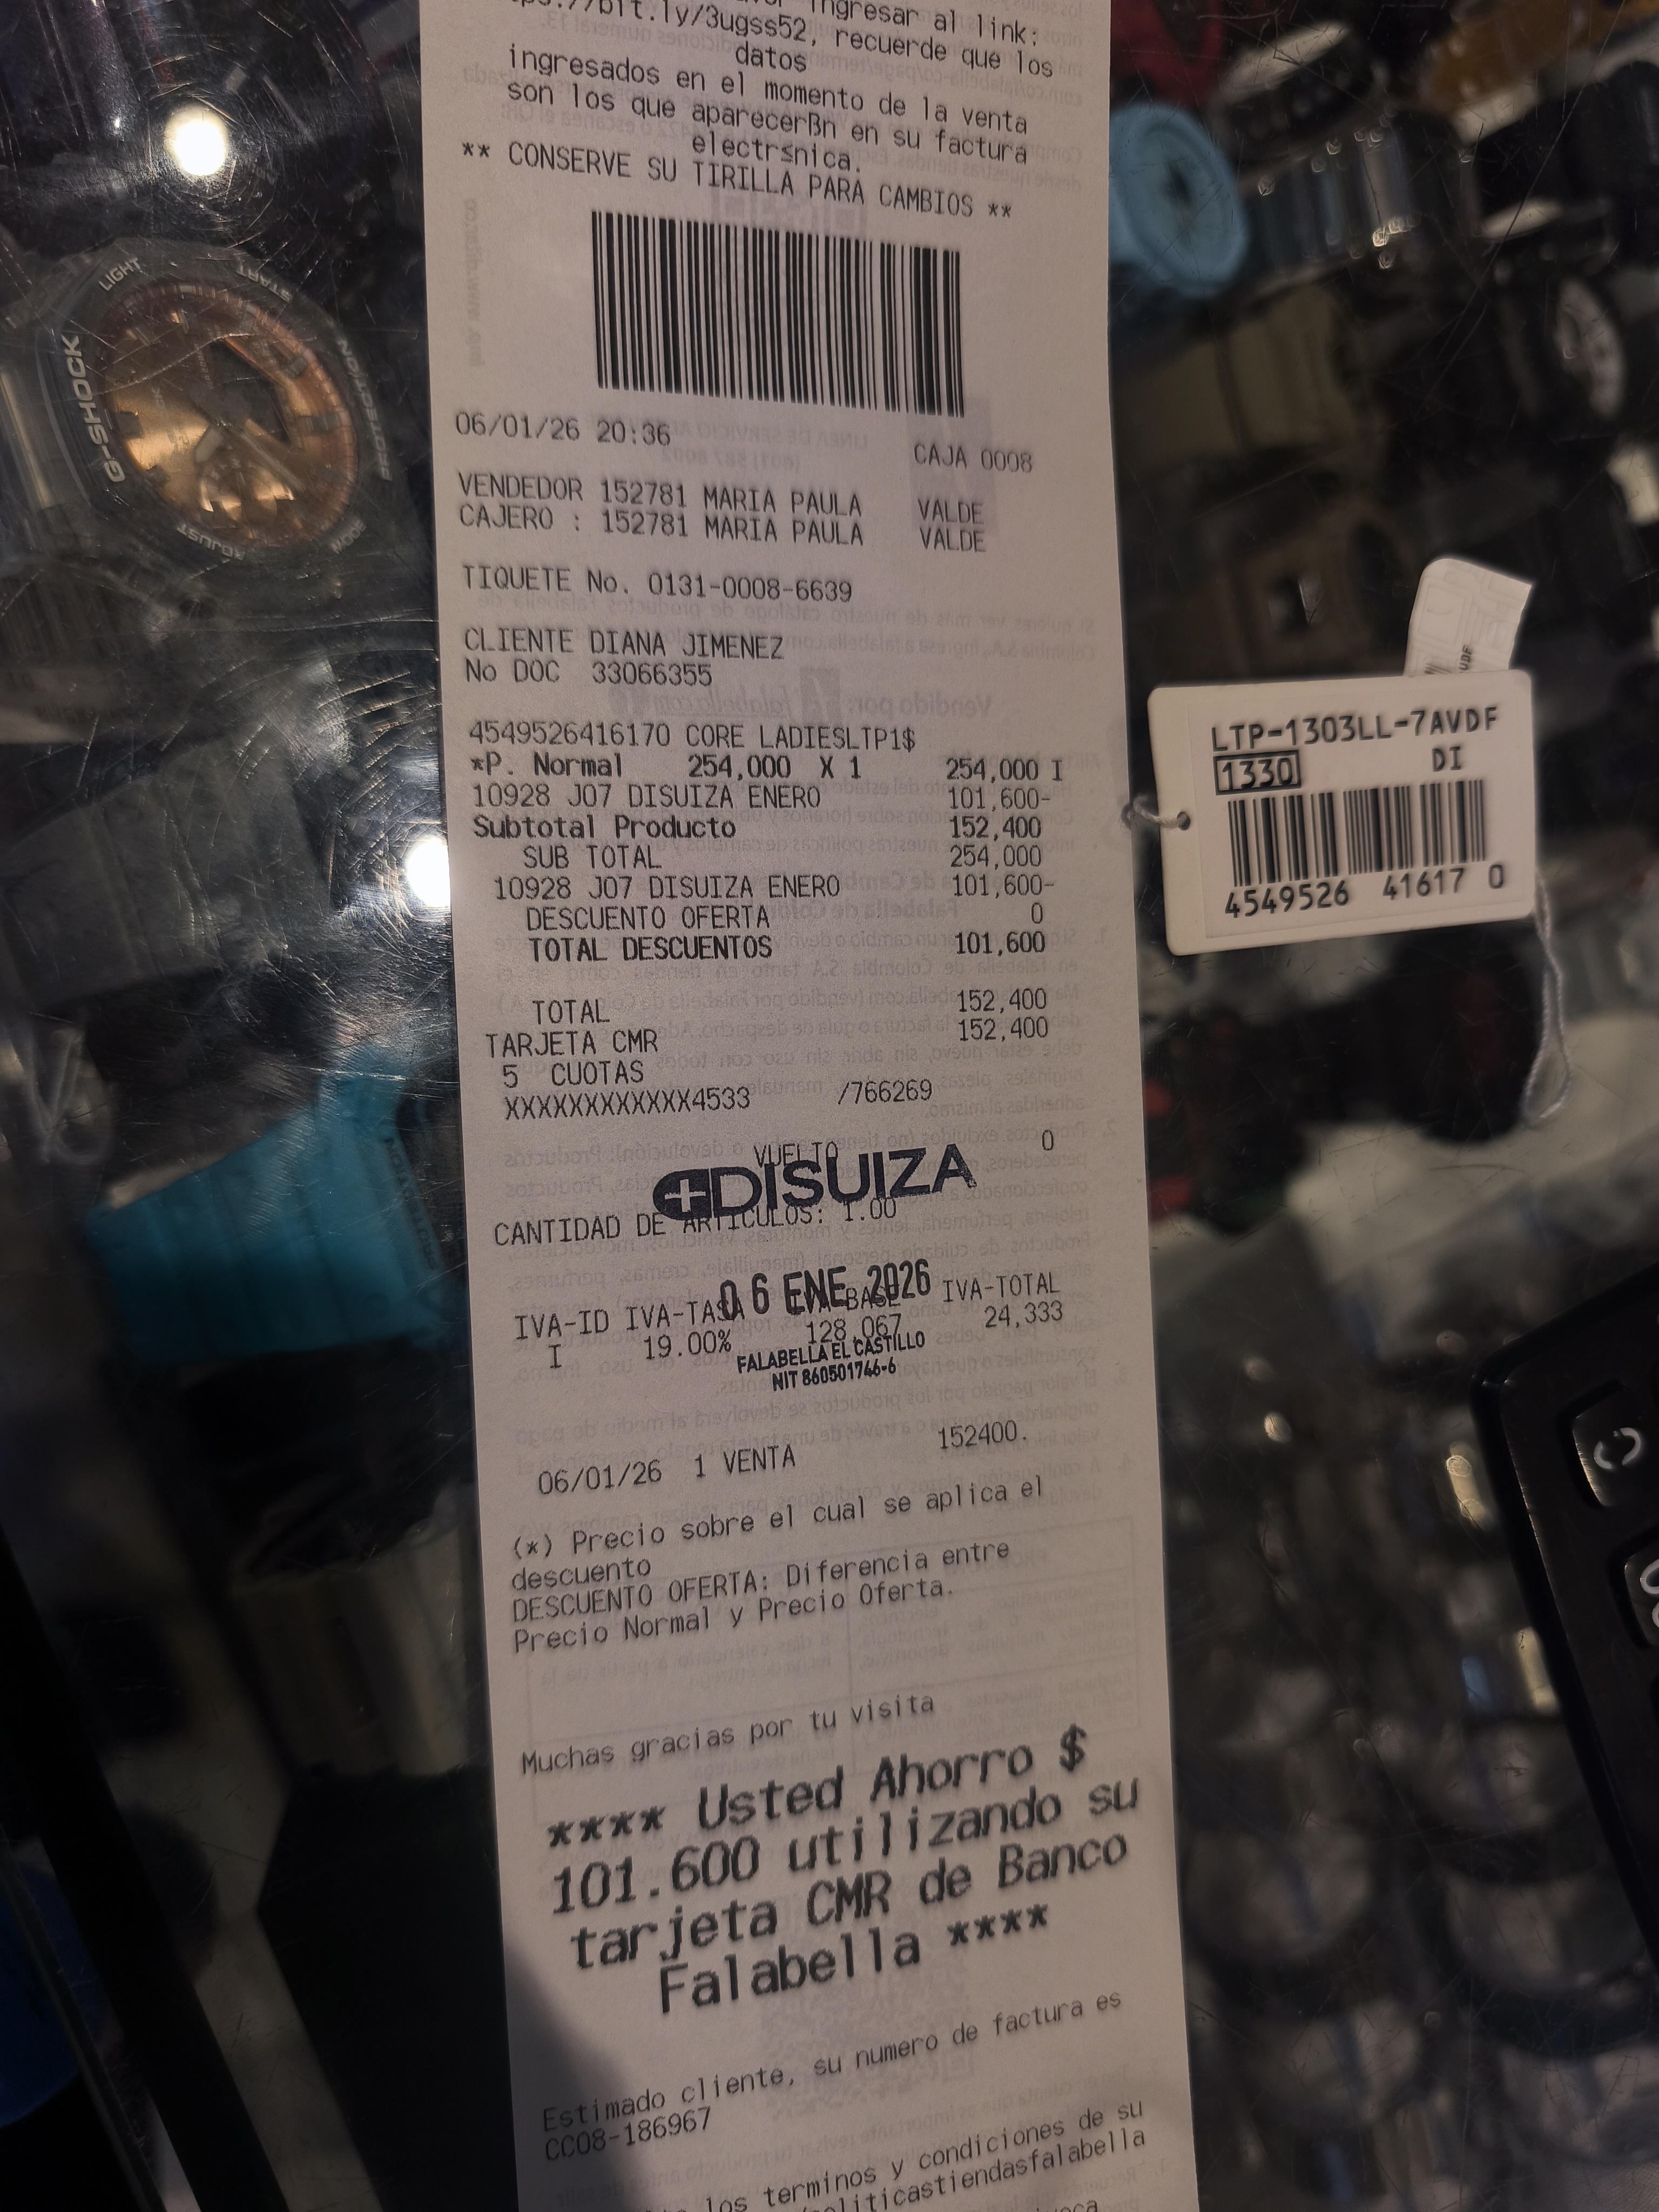 ingresar al link:
bit.ly/3ugss52, recuerde que los
datos
ingresados en el momento de la venta
son los que aparecerßn en su factura
electr≤nica.
** CONSERVE SU TIRILLA PARA CAMBIOS **
06/01/26 20:36 CAJA 0008
VENDEDOR 152781 MARIA PAULA VALDE
CAJERO : 152781 MARIA PAULA VALDE
TIQUETE No. 0131-0008-6639
CLIENTE DIANA JIMENEZ
No DOC 33066355
4549526416170 CORE LADIESLTP1$
*P. Normal 254,000 X 1 254,000 I
10928 J07 DISUIZA ENERO 101,600-
Subtotal Producto 152,400
SUB TOTAL 254,000
10928 J07 DISUIZA ENERO 101,600-
DESCUENTO OFERTA 0
TOTAL DESCUENTOS 101,600
TOTAL 152,400
TARJETA CMR 152,400
5 CUOTAS
XXXXXXXXXXXX4533 /766269
VUELTO 0
DISUIZA
CANTIDAD DE ARTICULOS: 1.00
06 ENE 2026
IVA-ID IVA-TASA IVA-BASE IVA-TOTAL
I 19.00% 128,067 24,333
FALABELLA EL CASTILLO
NIT 860501746-6
06/01/26 1 VENTA 152400.
(*) Precio sobre el cual se aplica el
descuento
DESCUENTO OFERTA: Diferencia entre
Precio Normal y Precio Oferta.
Muchas gracias por tu visita
**** Usted Ahorro $
101.600 utilizando su
tarjeta CMR de Banco
Falabella ****
Estimado cliente, su numero de factura es
CC08-186967
los terminos y condiciones de su
politicastiendasfalabella
LTP-1303LL-7AVDF
1330 DI
4549526 41617 0
G-SHOCK
LIGHT
START
ADJUST